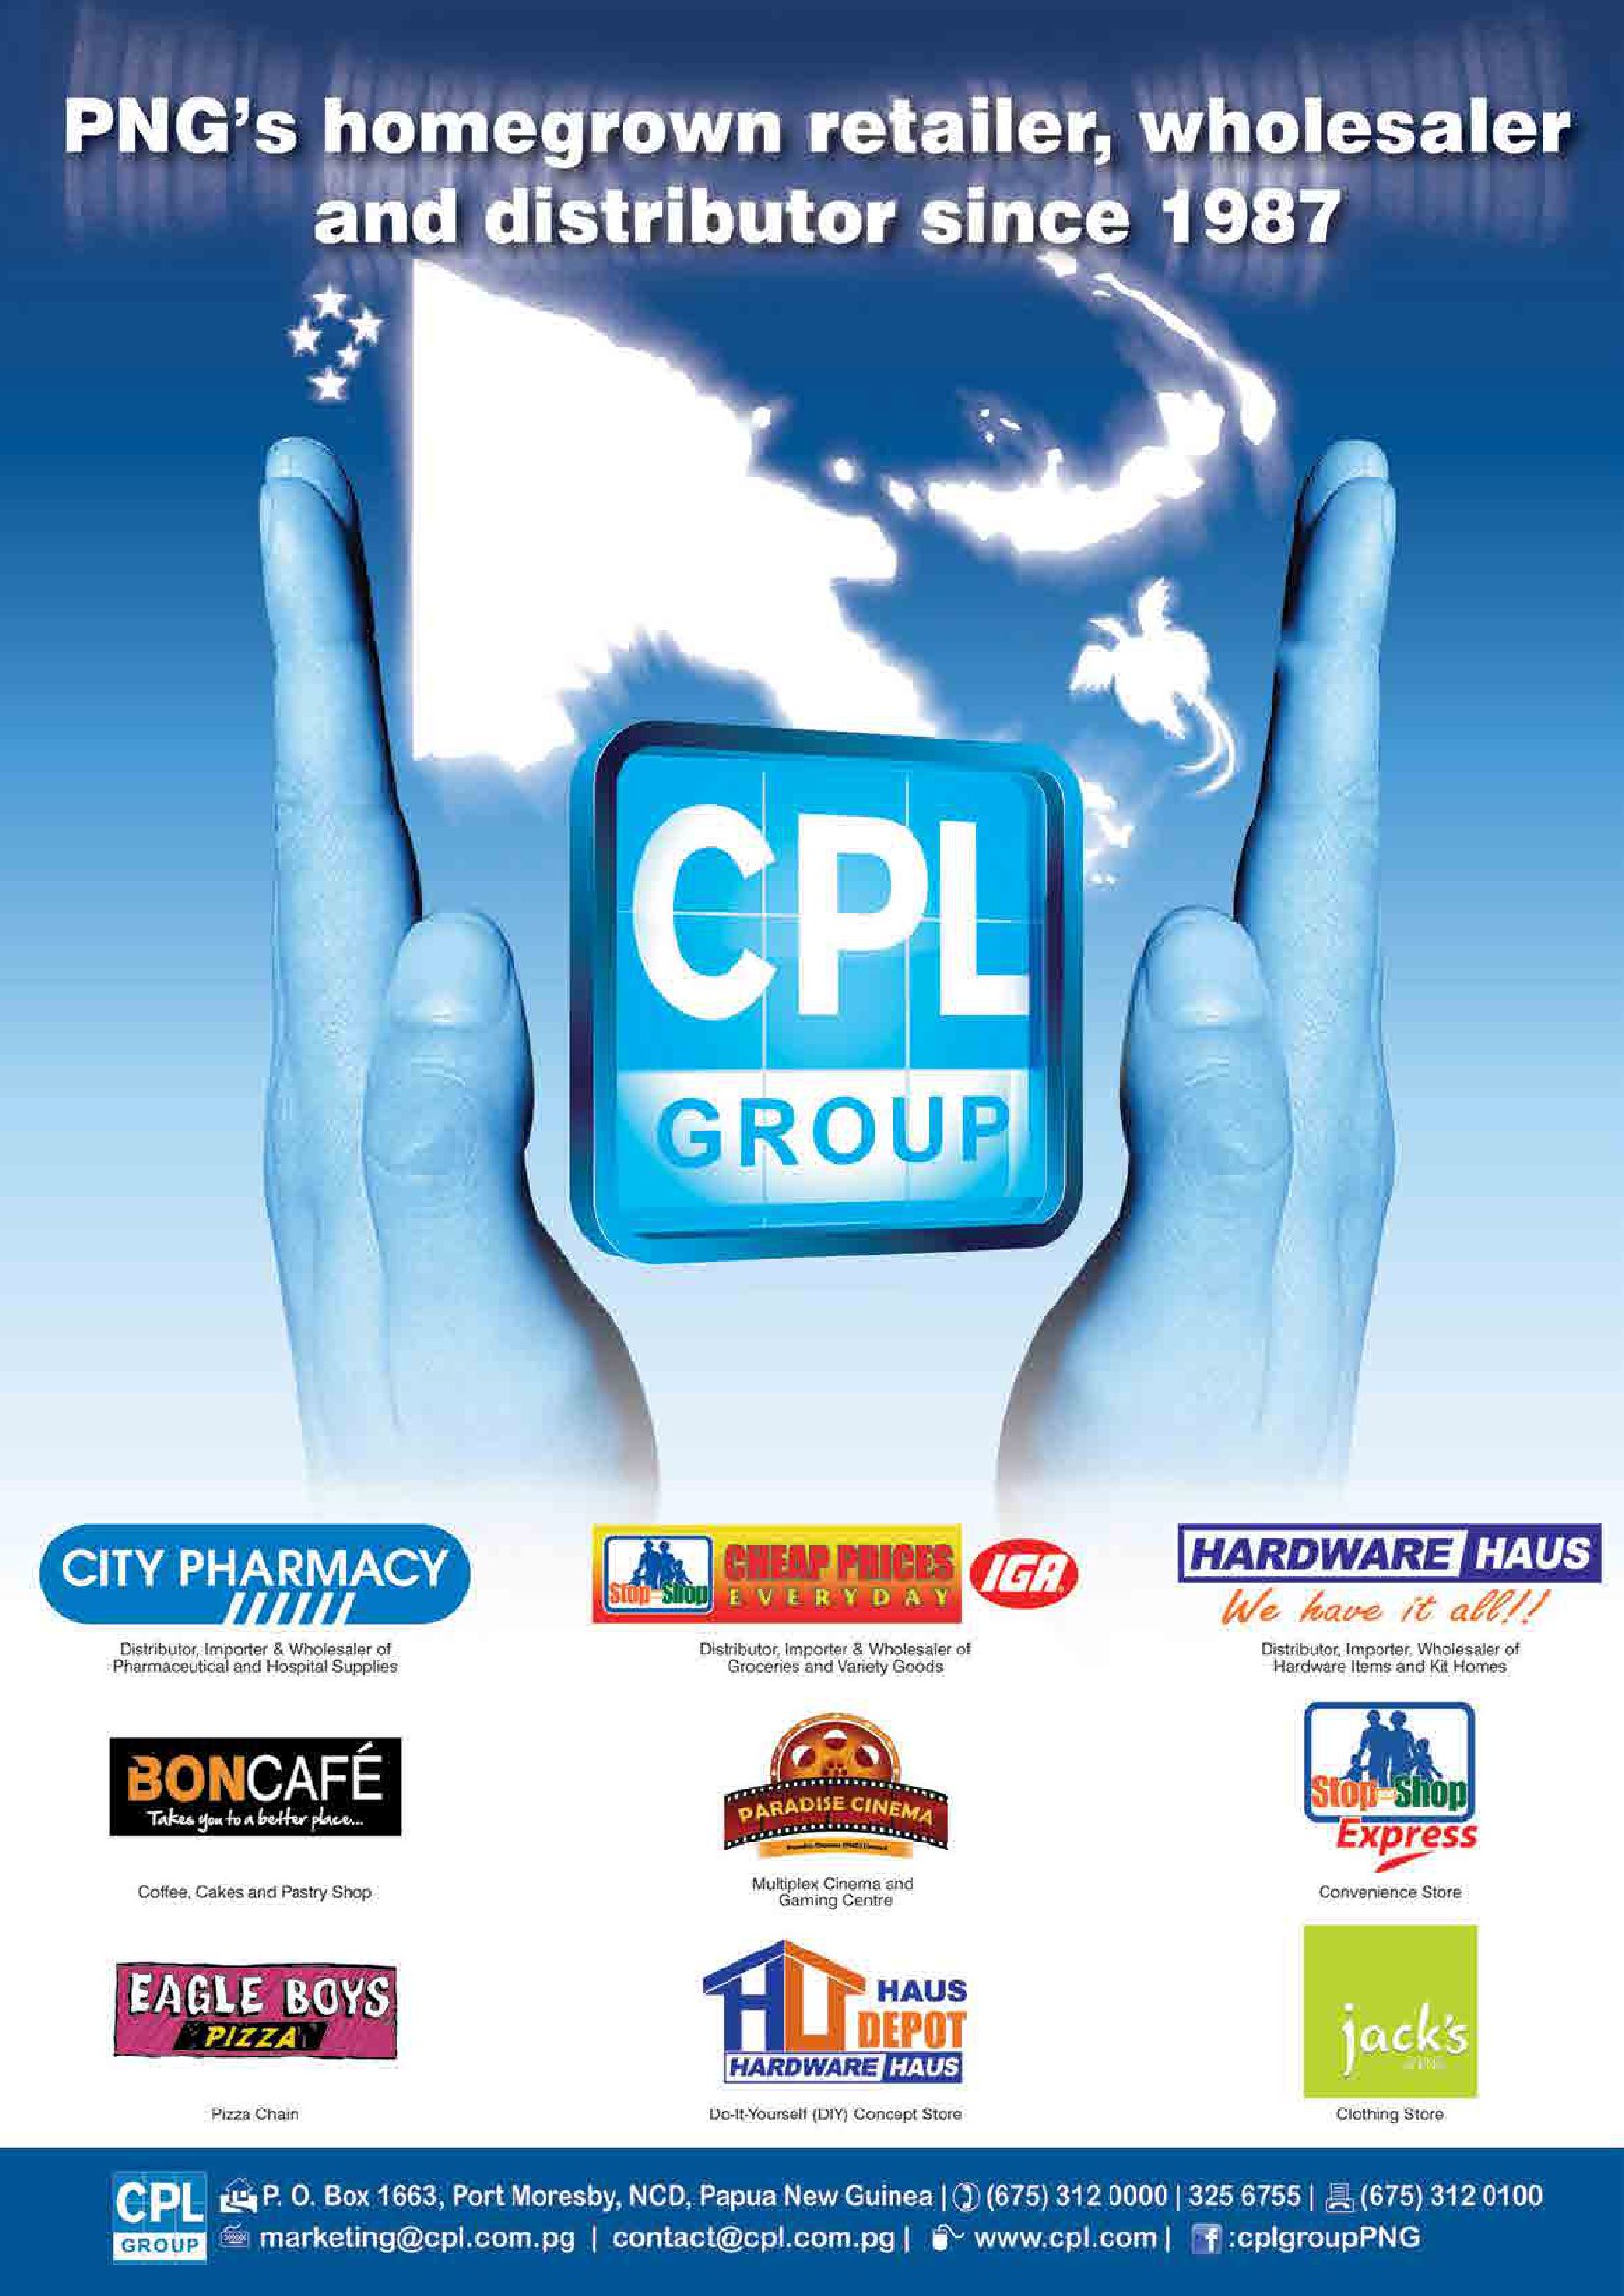 PNG's homegrown retailer, wholesaler
and distributor since 1987
CPL
GROUP
CITY PHARMACY
Distributor, Importer & Wholesaler of
Pharmaceutical and Hospital Supplies
Stop Shop
CHEAP PRICES
EVERYDAY
IGA
Distributor, Importer & Wholesaler of
Groceries and Variety Goods
HARDWARE HAUS
We have it all!!
Distributor, Importer, Wholesaler of
Hardware Items and Kit Homes
BONCAFÉ
Takes you to a better place...
Coffee, Cakes and Pastry Shop
PARADISE CINEMA
Multiplex Cinema and
Gaming Centre
Stop Shop
Express
Convenience Store
EAGLE BOYS
PIZZA
Pizza Chain
HAUS
DEPOT
HARDWARE HAUS
Do-It-Yourself (DIY) Concept Store
jack's
Clothing Store
CPL
GROUP
P. O. Box 1663, Port Moresby, NCD, Papua New Guinea | (675) 312 0000 | 325 6755 | (675) 312 0100
marketing@cpl.com.pg | contact@cpl.com.pg | www.cpl.com | f :cplgroupPNG